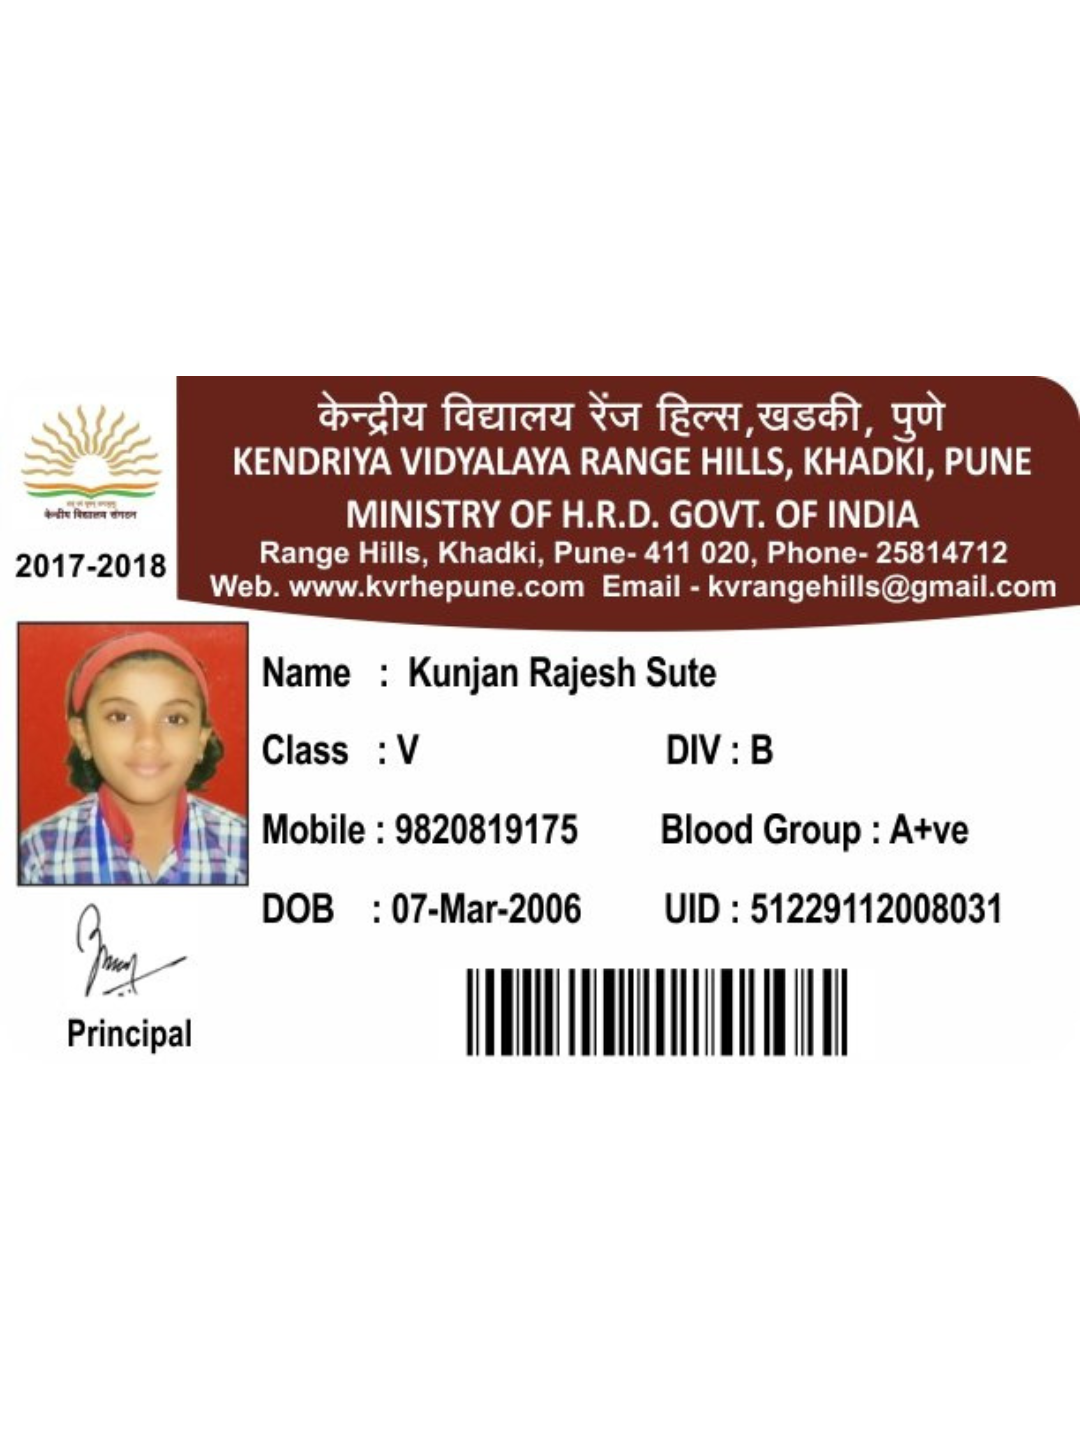 केन्द्रीय विद्यालय रेंज हिल्स,खडकी, पुणे
KENDRIYA VIDYALAYA RANGE HILLS, KHADKI, PUNE
MINISTRY OF H.R.D. GOVT. OF INDIA
Range Hills, Khadki, Pune- 411 020, Phone- 25814712
Web. www.kvrhepune.com Email - kvrangehills@gmail.com
केन्द्रीय विद्यालय संगठन
2017-2018
Name : Kunjan Rajesh Sute
Class : V DIV : B
Mobile : 9820819175 Blood Group : A+ve
DOB : 07-Mar-2006 UID : 51229112008031
Principal